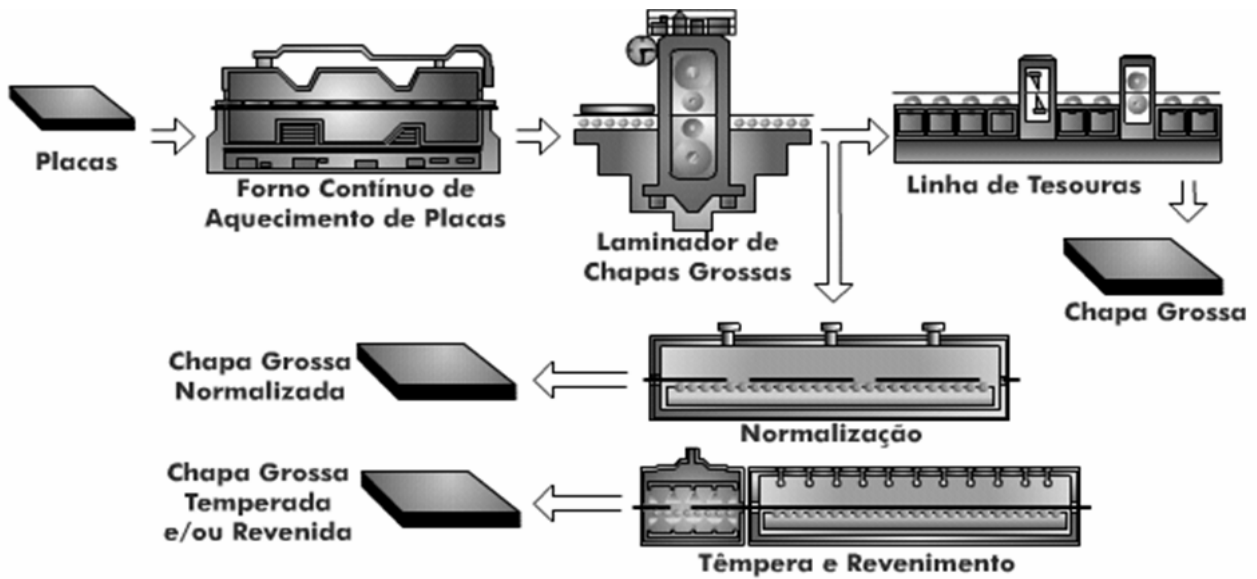 Placas
Forno Contínuo de
Aquecimento de Placas
Laminador de
Chapas Grossas
Linha de Tesouras
Chapa Grossa
Chapa Grossa
Normalizada
Normalização
Chapa Grossa
Temperada
e/ou Revenida
Têmpera e Revenimento